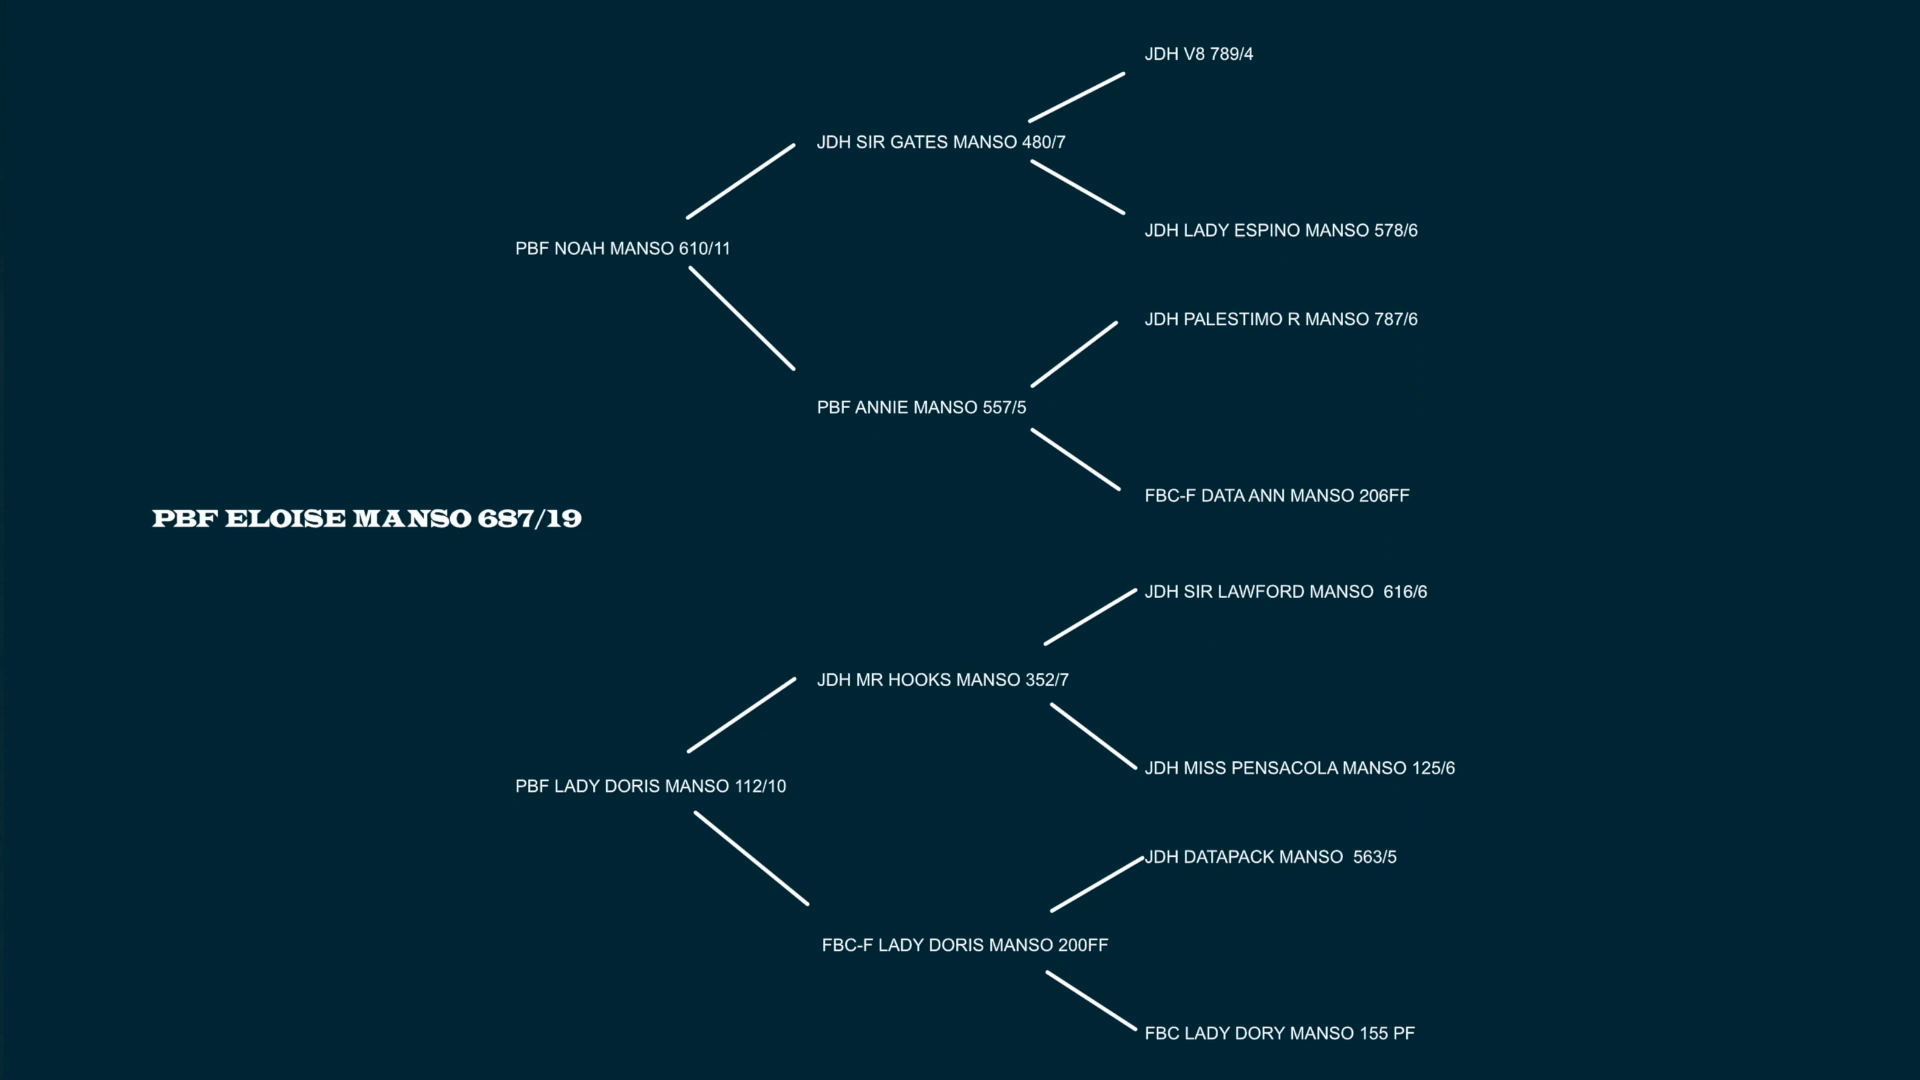 JDH V8 789/4
JDH SIR GATES MANSO 480/7
JDH LADY ESPINO MANSO 578/6
PBF NOAH MANSO 610/11
JDH PALESTIMO R MANSO 787/6
PBF ANNIE MANSO 557/5
FBC-F DATA ANN MANSO 206FF
PBF ELOISE MANSO 687/19
JDH SIR LAWFORD MANSO  616/6
JDH MR HOOKS MANSO 352/7
JDH MISS PENSACOLA MANSO 125/6
PBF LADY DORIS MANSO 112/10
JDH DATAPACK MANSO  563/5
FBC-F LADY DORIS MANSO 200FF
FBC LADY DORY MANSO 155 PF